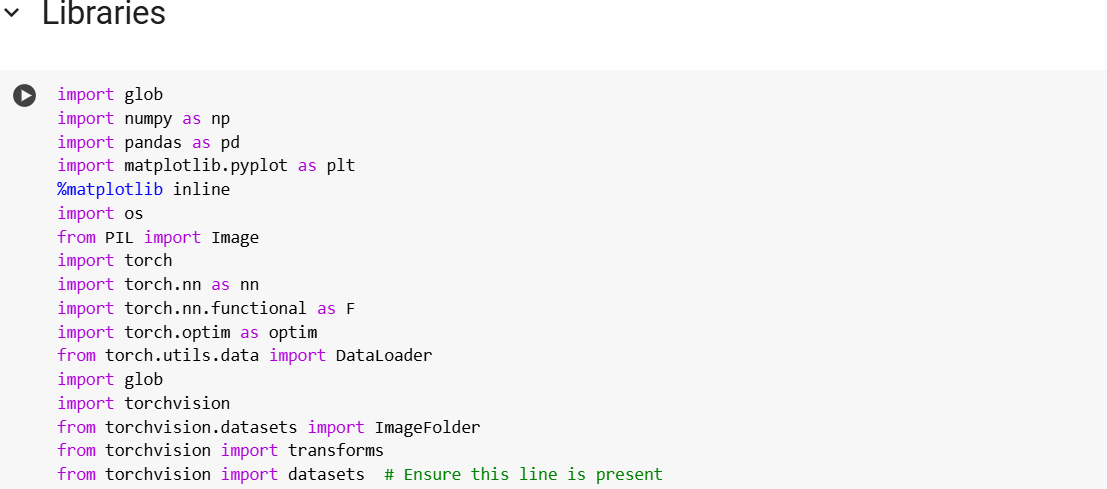 Libraries
import glob
import numpy as np
import pandas as pd
import matplotlib.pyplot as plt
%matplotlib inline
import os
from PIL import Image
import torch
import torch.nn as nn
import torch.nn.functional as F
import torch.optim as optim
from torch.utils.data import DataLoader
import glob
import torchvision
from torchvision.datasets import ImageFolder
from torchvision import transforms
from torchvision import datasets  # Ensure this line is present